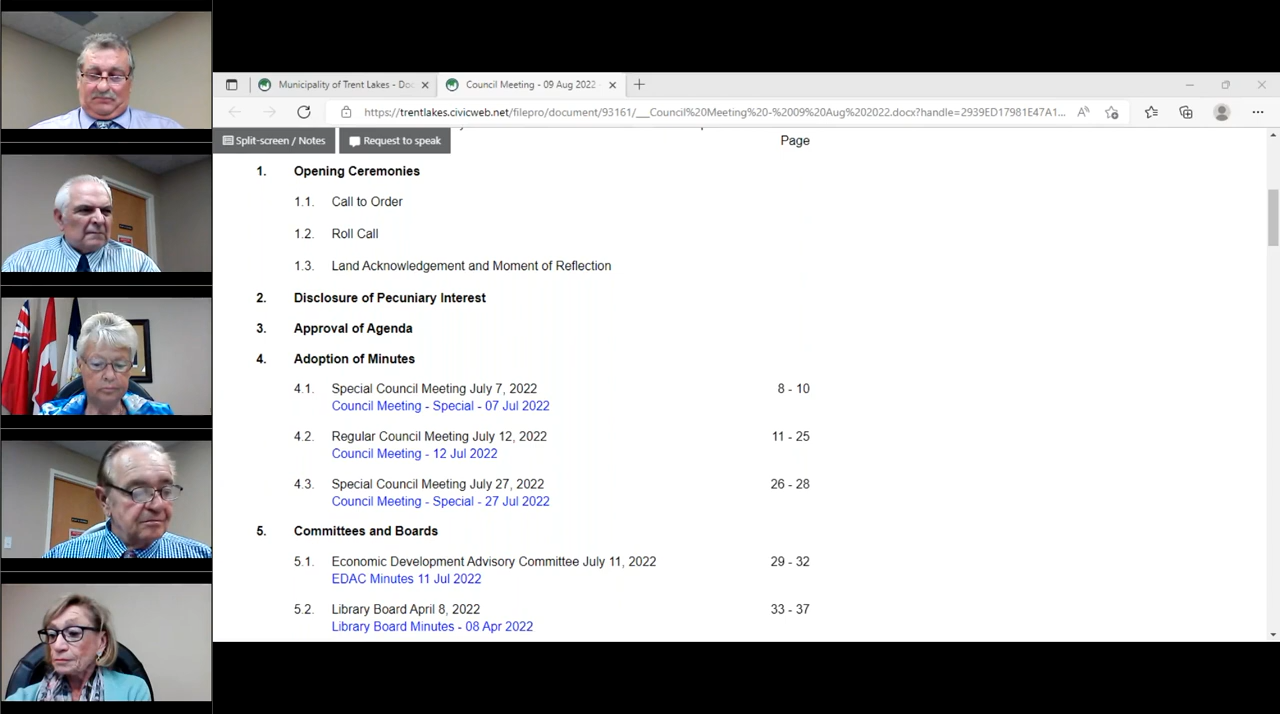 Municipality of Trent Lakes - Doc
Council Meeting - 09 Aug 2022
https://trentlakes.civicweb.net/filepro/document/93161/__Council%20Meeting%20-%2009%20Aug%202022.docx?handle=2939ED17981E47A1...
Split-screen / Notes
Request to speak
Page
1. Opening Ceremonies
1.1. Call to Order
1.2. Roll Call
1.3. Land Acknowledgement and Moment of Reflection
2. Disclosure of Pecuniary Interest
3. Approval of Agenda
4. Adoption of Minutes
4.1. Special Council Meeting July 7, 2022 8 - 10
Council Meeting - Special - 07 Jul 2022
4.2. Regular Council Meeting July 12, 2022 11 - 25
Council Meeting - 12 Jul 2022
4.3. Special Council Meeting July 27, 2022 26 - 28
Council Meeting - Special - 27 Jul 2022
5. Committees and Boards
5.1. Economic Development Advisory Committee July 11, 2022 29 - 32
EDAC Minutes 11 Jul 2022
5.2. Library Board April 8, 2022 33 - 37
Library Board Minutes - 08 Apr 2022